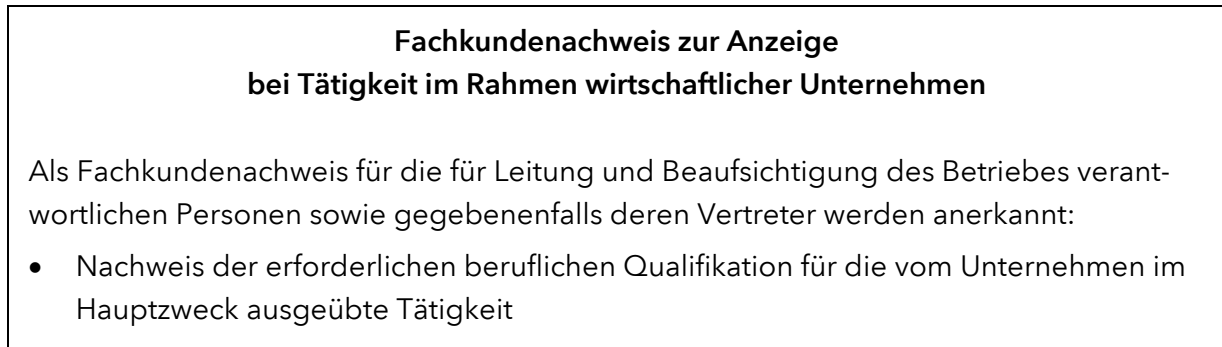 Fachkundenachweis zur Anzeige
bei Tätigkeit im Rahmen wirtschaftlicher Unternehmen
Als Fachkundenachweis für die für Leitung und Beaufsichtigung des Betriebes verant-
wortlichen Personen sowie gegebenenfalls deren Vertreter werden anerkannt:
• Nachweis der erforderlichen beruflichen Qualifikation für die vom Unternehmen im
Hauptzweck ausgeübte Tätigkeit